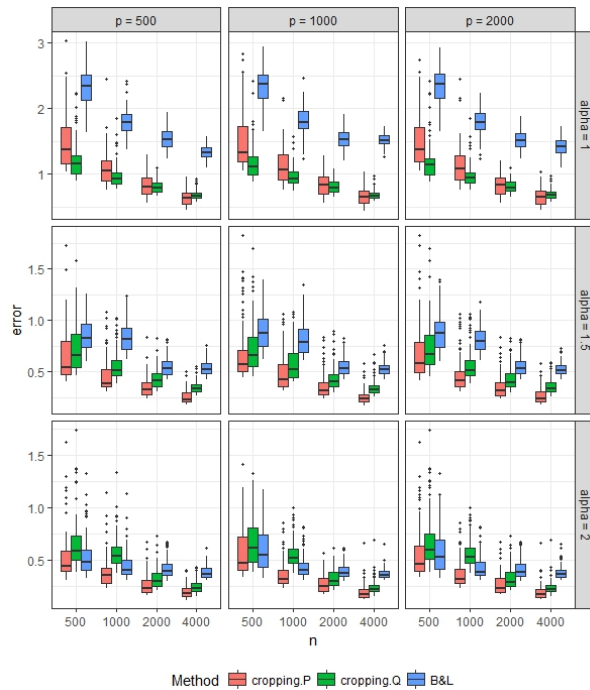 p = 500
p = 1000
p = 2000
3
2
1
alpha = 1
1.5
1.0
0.5
alpha = 1.5
1.5
1.0
0.5
alpha = 2
error
500 1000 2000 4000
500 1000 2000 4000
500 1000 2000 4000
n
Method cropping.P cropping.Q B&L